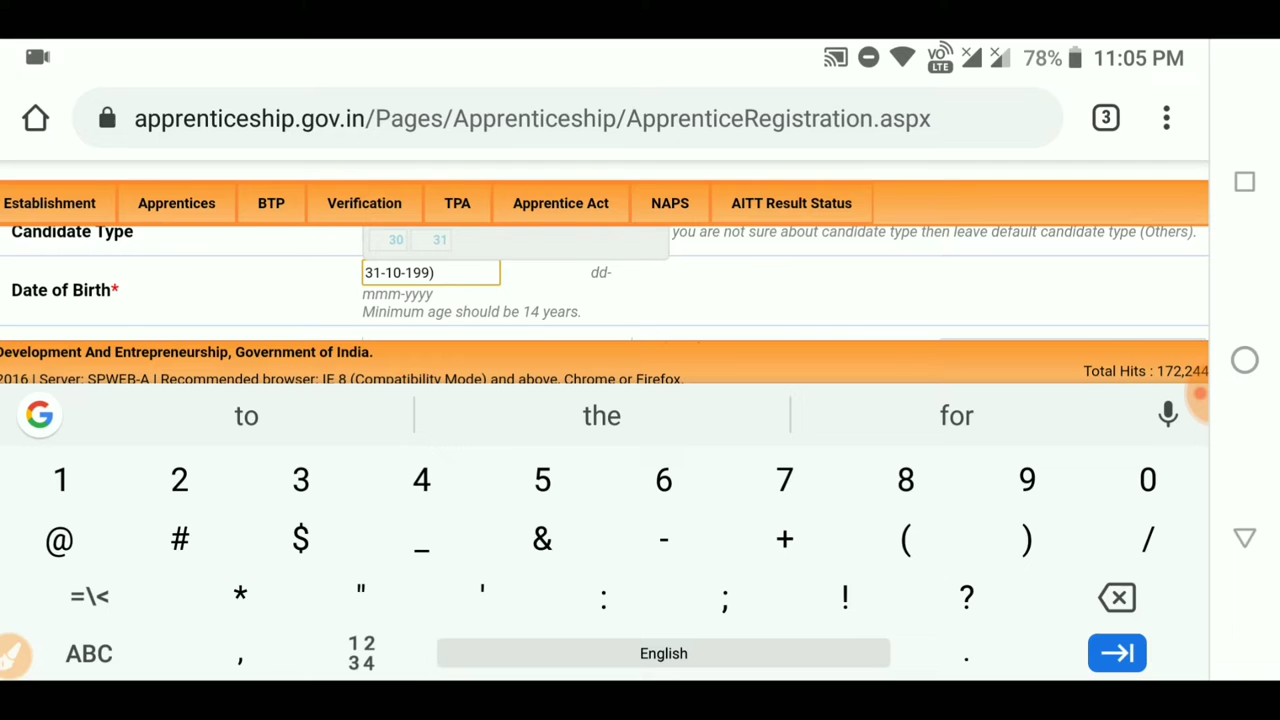 VO LTE 78% 11:05 PM
apprenticeship.gov.in/Pages/Apprenticeship/ApprenticeRegistration.aspx 3
Establishment Apprentices BTP Verification TPA Apprentice Act NAPS AITT Result Status
Candidate Type 30 31 you are not sure about candidate type then leave default candidate type (Others).
Date of Birth* 31-10-199) dd-
mmm-yyyy
Minimum age should be 14 years.
Development And Entrepreneurship, Government of India.
2016 | Server: SPWEB-A | Recommended browser: IE 8 (Compatibility Mode) and above, Chrome or Firefox. Total Hits : 172,244
G to the for
1 2 3 4 5 6 7 8 9 0
@ # $ _ & - + ( ) /
=\< * " ' : ; ! ?
ABC , 1 2 3 4 English .